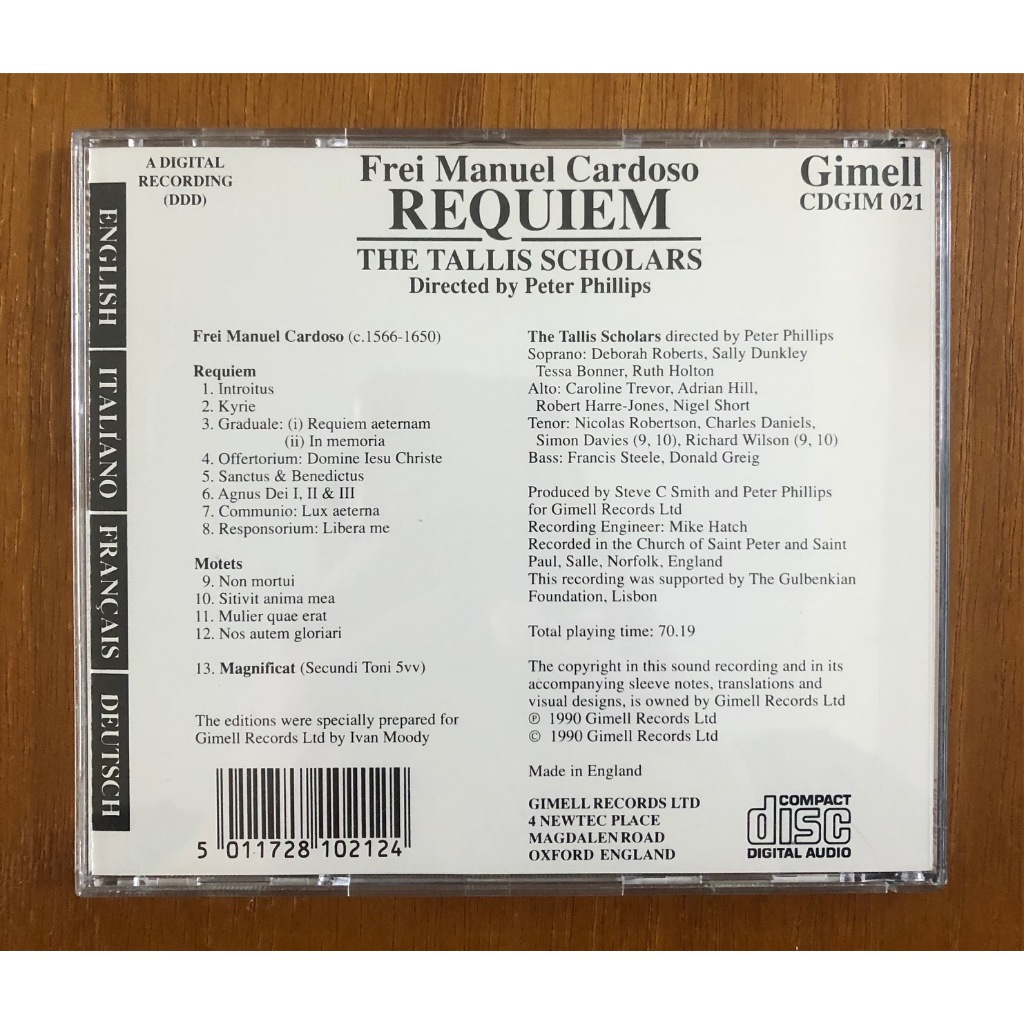 A DIGITAL
RECORDING
(DDD)
Frei Manuel Cardoso
REQUIEM
THE TALLIS SCHOLARS
Directed by Peter Phillips
Gimell
CDGIM 021
ENGLISH
ITALIANO
FRANÇAIS
DEUTSCH
Frei Manuel Cardoso (c.1566-1650)
Requiem
1. Introitus
2. Kyrie
3. Graduale: (i) Requiem aeternam
(ii) In memoria
4. Offertorium: Domine Iesu Christe
5. Sanctus & Benedictus
6. Agnus Dei I, II & III
7. Communio: Lux aeterna
8. Responsorium: Libera me
Motets
9. Non mortui
10. Sitivit anima mea
11. Mulier quae erat
12. Nos autem gloriari
13. Magnificat (Secundi Toni 5vv)
The editions were specially prepared for
Gimell Records Ltd by Ivan Moody
5 011728 102124
The Tallis Scholars directed by Peter Phillips
Soprano: Deborah Roberts, Sally Dunkley
Tessa Bonner, Ruth Holton
Alto: Caroline Trevor, Adrian Hill,
Robert Harre-Jones, Nigel Short
Tenor: Nicolas Robertson, Charles Daniels,
Simon Davies (9, 10), Richard Wilson (9, 10)
Bass: Francis Steele, Donald Greig
Produced by Steve C Smith and Peter Phillips
for Gimell Records Ltd
Recording Engineer: Mike Hatch
Recorded in the Church of Saint Peter and Saint
Paul, Salle, Norfolk, England
This recording was supported by The Gulbenkian
Foundation, Lisbon
Total playing time: 70.19
The copyright in this sound recording and in its
accompanying sleeve notes, translations and
visual designs, is owned by Gimell Records Ltd
℗ 1990 Gimell Records Ltd
© 1990 Gimell Records Ltd
Made in England
GIMELL RECORDS LTD
4 NEWTEC PLACE
MAGDALEN ROAD
OXFORD ENGLAND
COMPACT
disc
DIGITAL AUDIO